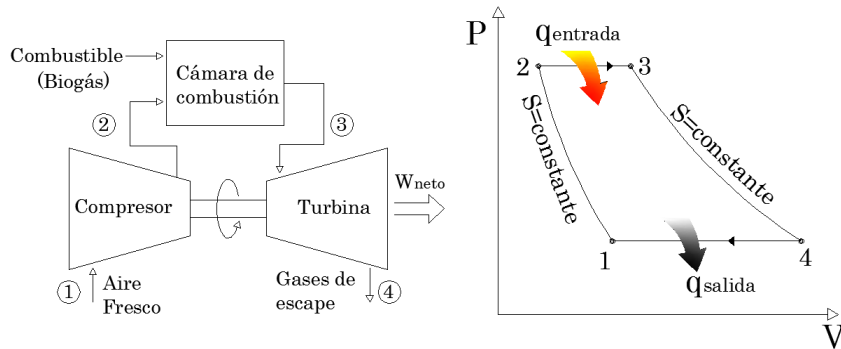 Combustible
(Biogás)
Cámara de
combustión
2
3
Compresor
Turbina
Wneto
1
Aire
Fresco
Gases de
escape
4
P
qentrada
2
3
S=constante
S=constante
1
4
qsalida
V